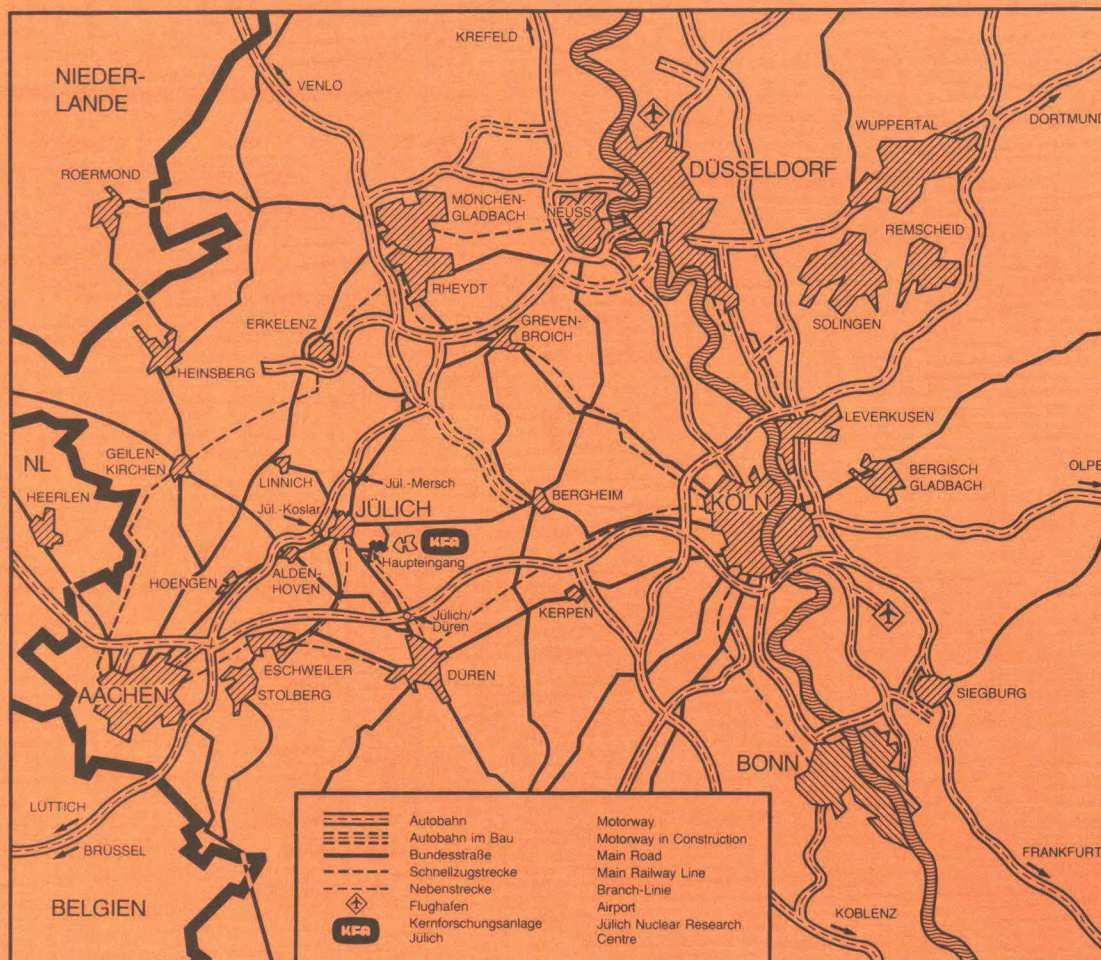 KREFELD
NIEDER-
LANDE
VENLO
WUPPERTAL
DORTMUND
ROERMOND
DÜSSELDORF
MÖNCHEN-
GLADBACH
NEUSS
REMSCHEID
RHEYDT
SOLINGEN
ERKELENZ
GREVEN-
BROICH
HEINSBERG
LEVERKUSEN
NL
GEILEN-
KIRCHEN
LINNICH
Jül.-Mersch
BERGHEIM
BERGISCH
GLADBACH
OLPE
HEERLEN
Jül.-Koslar
JÜLICH
KÖLN
KFA
Haupteingang
HOENGEN
ALDEN-
HOVEN
Jülich/
Düren
KERPEN
ESCHWEILER
DÜREN
AACHEN
STOLBERG
SIEGBURG
BONN
LÜTTICH
BRÜSSEL
FRANKFURT
BELGIEN
KOBLENZ
Autobahn Motorway
Autobahn im Bau Motorway in Construction
Bundesstraße Main Road
Schnellzugstrecke Main Railway Line
Nebenstrecke Branch-Linie
Flughafen Airport
KFA Kernforschungsanlage Jülich Nuclear Research
Jülich Centre